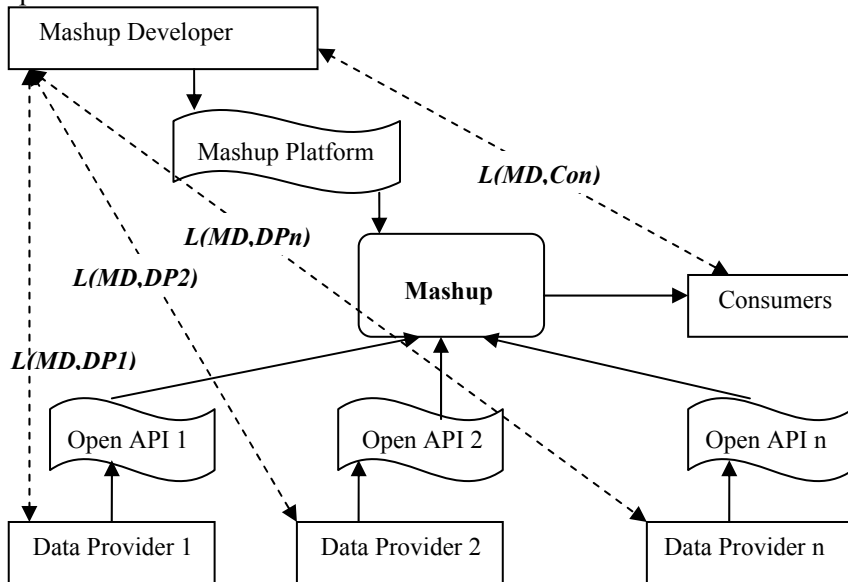 Mashup Developer
Mashup Platform
L(MD,Con)
L(MD,DPn)
L(MD,DP2)
Mashup
Consumers
L(MD,DP1)
Open API 1
Open API 2
Open API n
Data Provider 1
Data Provider 2
Data Provider n